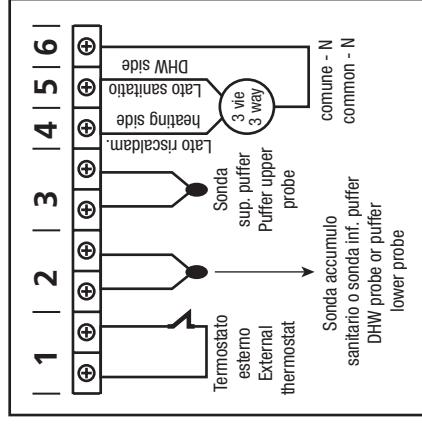 1 2 3 4 5 6
Termostato
esterno
External
thermostat
Sonda accumulo
sanitario o sonda inf. puffer
DHW probe or puffer
lower probe
Sonda
sup. puffer
Puffer upper
probe
Lato riscaldam.
heating side
Lato sanitatio
DHW side
3 vie
3 way
comune - N
common - N